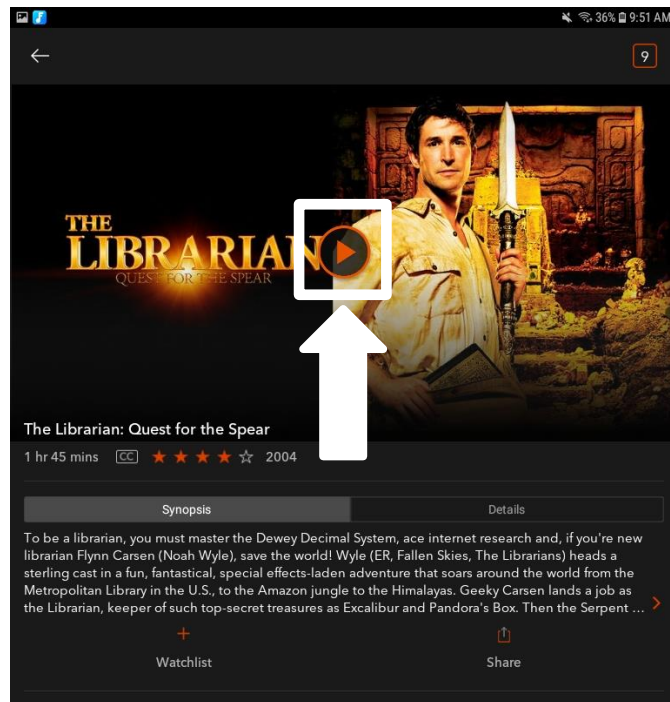 36% 9:51 AM
9
THE
LIBRARIAN
QUEST FOR THE SPEAR
The Librarian: Quest for the Spear
1 hr 45 mins CC 2004
Synopsis Details
To be a librarian, you must master the Dewey Decimal System, ace internet research and, if you're new
librarian Flynn Carsen (Noah Wyle), save the world! Wyle (ER, Fallen Skies, The Librarians) heads a
sterling cast in a fun, fantastical, special effects-laden adventure that soars around the world from the
Metropolitan Library in the U.S., to the Amazon jungle to the Himalayas. Geeky Carsen lands a job as
the Librarian, keeper of such top-secret treasures as Excalibur and Pandora's Box. Then the Serpent ...
Watchlist Share